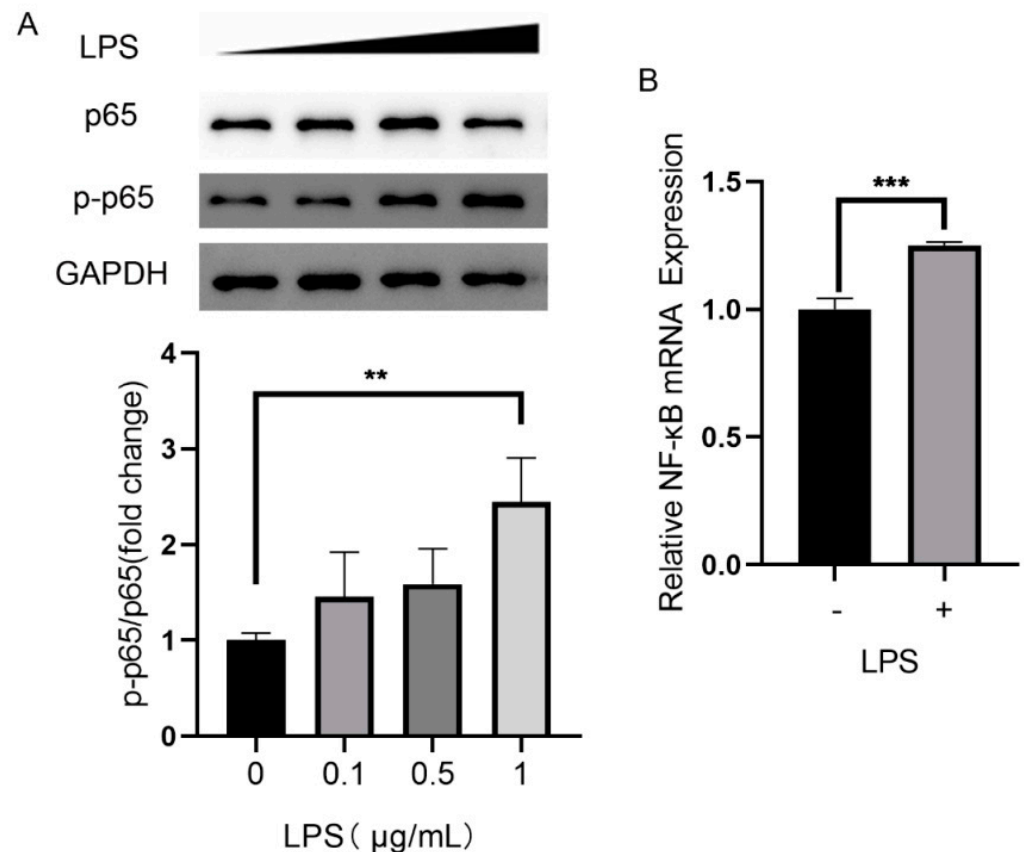 A
LPS
p65
p-p65
GAPDH
p-p65/p65(fold change)
4
3
2
1
0
**
0 0.1 0.5 1
LPS( μg/mL)
B
Relative NF-κB mRNA Expression
1.5
1.0
0.5
0.0
***
- +
LPS